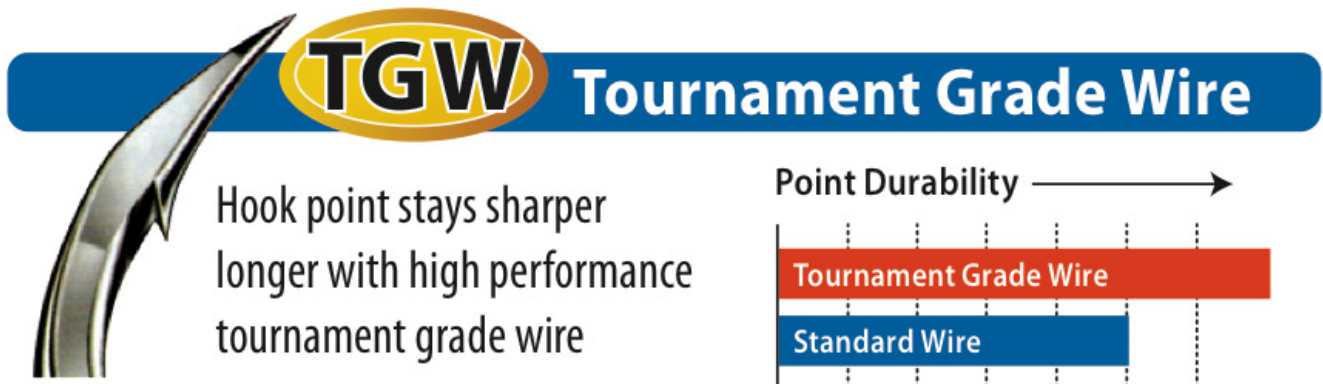 TGW Tournament Grade Wire
Hook point stays sharper
longer with high performance
tournament grade wire
Point Durability
Tournament Grade Wire
Standard Wire